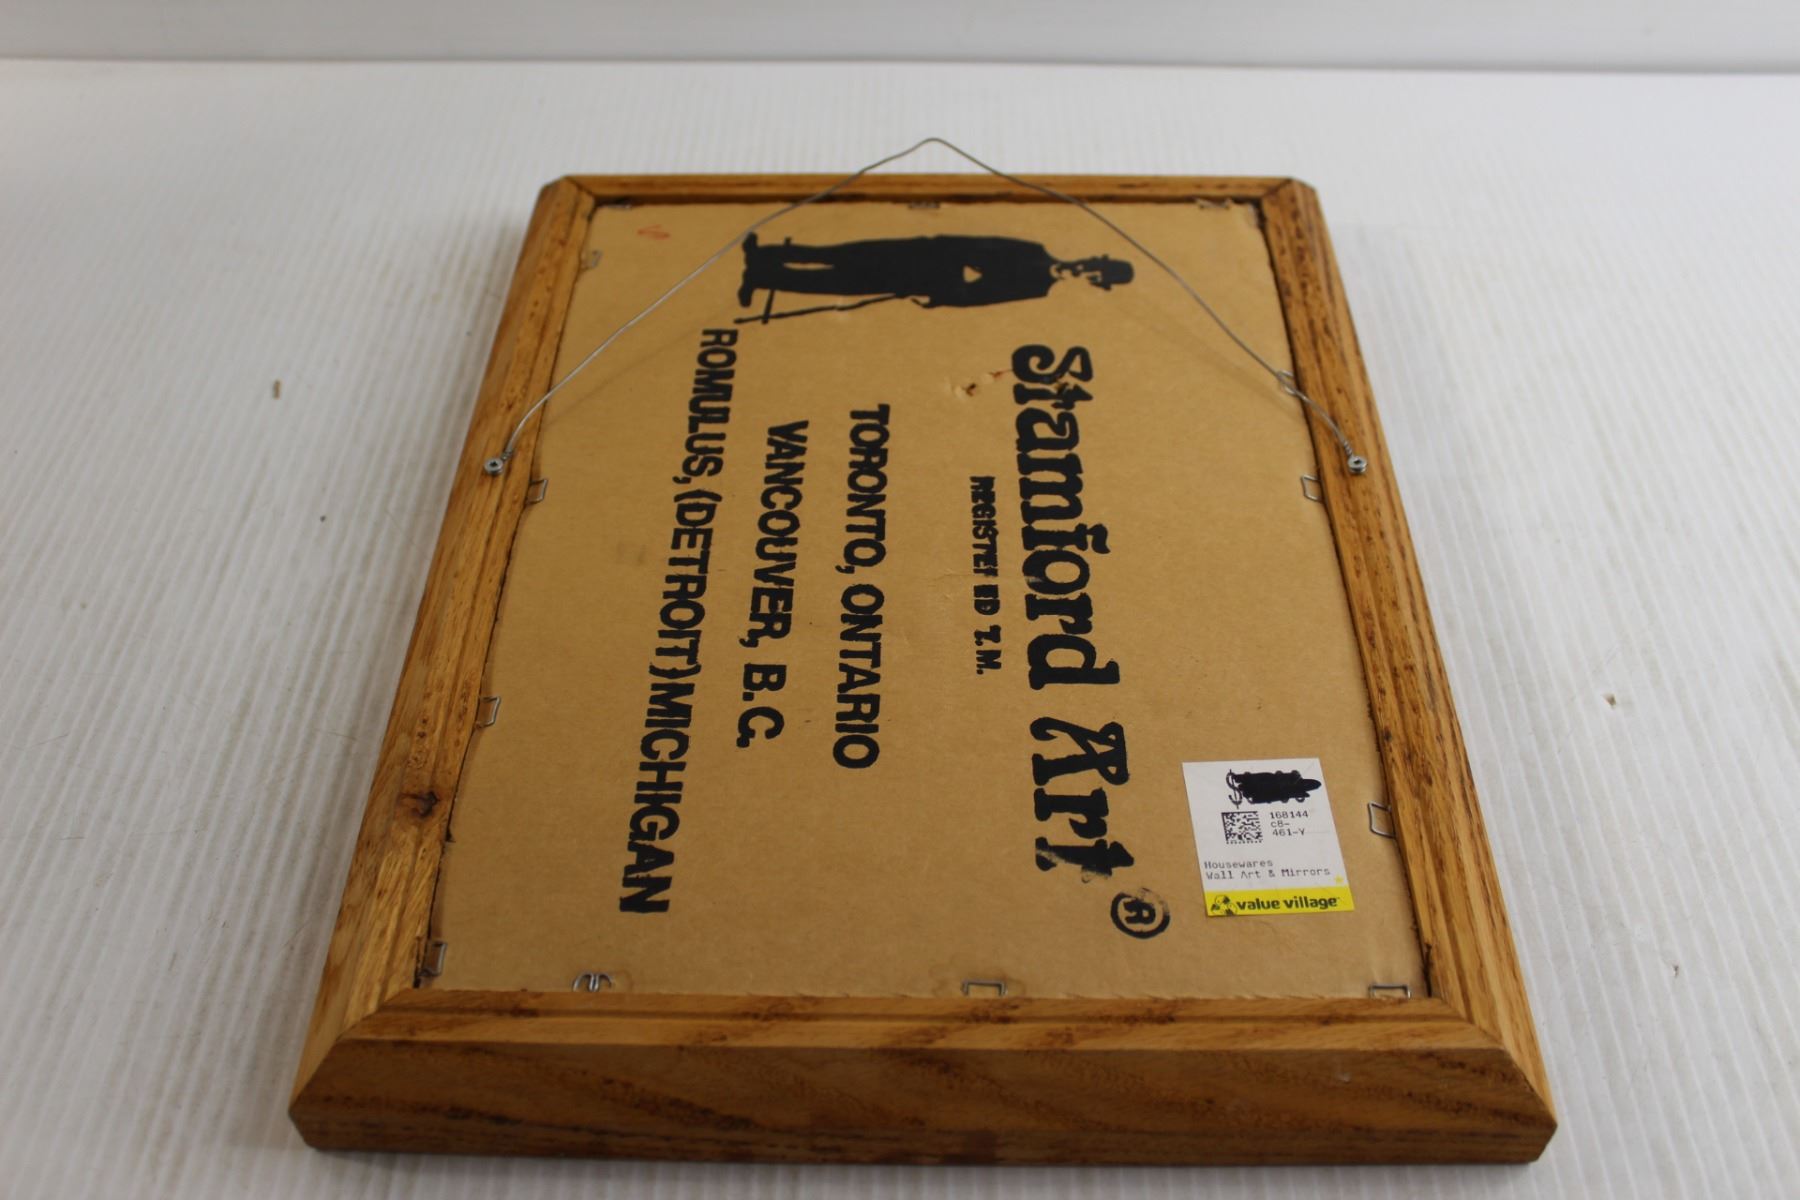 Stamford Art®
REGISTERED T.M.
TORONTO, ONTARIO
VANCOUVER, B.C.
ROMULUS, (DETROIT) MICHIGAN
$
168144
c8-
461-Y
Housewares
Wall Art & Mirrors
value village